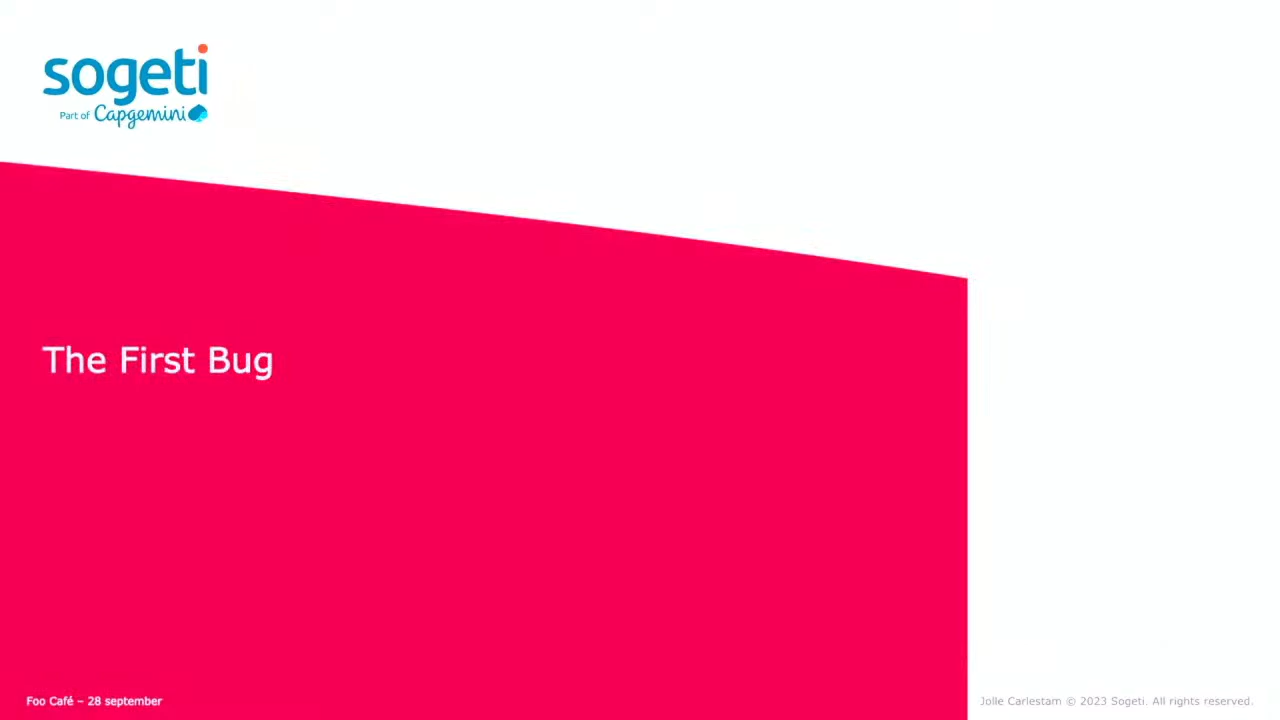 sogeti
Part of Capgemini
The First Bug
Foo Café – 28 september
Jolle Carlestam © 2023 Sogeti. All rights reserved.